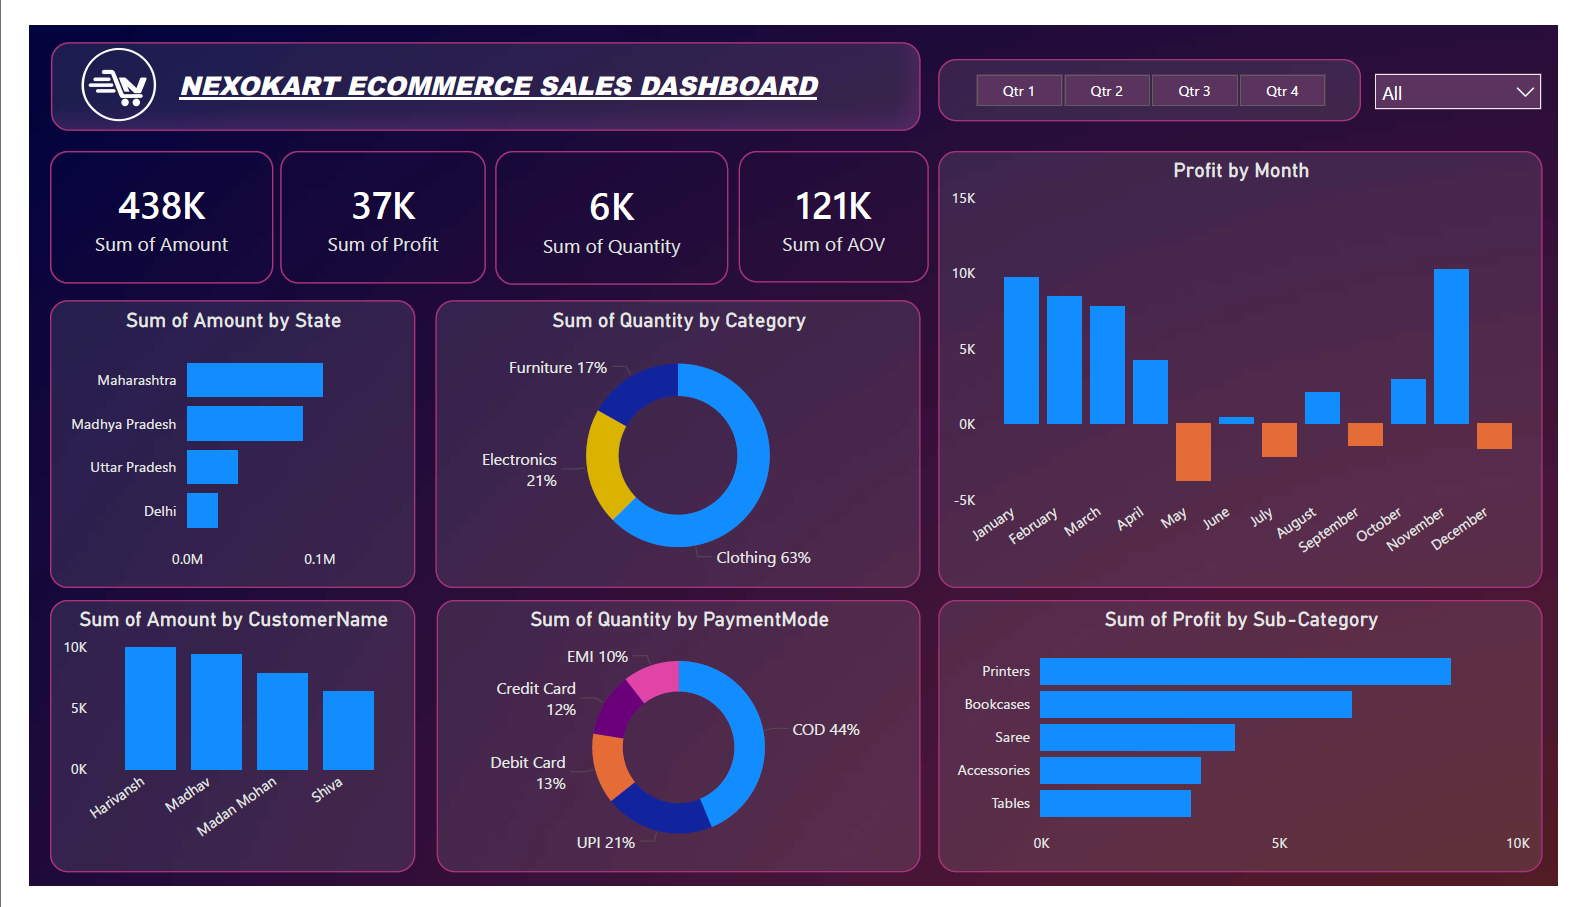 NEXOKART ECOMMERCE SALES DASHBOARD
Qtr 1
Qtr 2
Qtr 3
Qtr 4
All
438K
Sum of Amount
37K
Sum of Profit
6K
Sum of Quantity
121K
Sum of AOV
Profit by Month
15K
10K
5K
0K
-5K
January
February
March
April
May
June
July
August
September
October
November
December
Sum of Amount by State
Maharashtra
Madhya Pradesh
Uttar Pradesh
Delhi
0.0M
0.1M
Sum of Quantity by Category
Furniture 17%
Electronics
21%
Clothing 63%
Sum of Amount by CustomerName
10K
5K
0K
Harivansh
Madhav
Madan Mohan
Shiva
Sum of Quantity by PaymentMode
EMI 10%
Credit Card
12%
COD 44%
Debit Card
13%
UPI 21%
Sum of Profit by Sub-Category
Printers
Bookcases
Saree
Accessories
Tables
0K
5K
10K